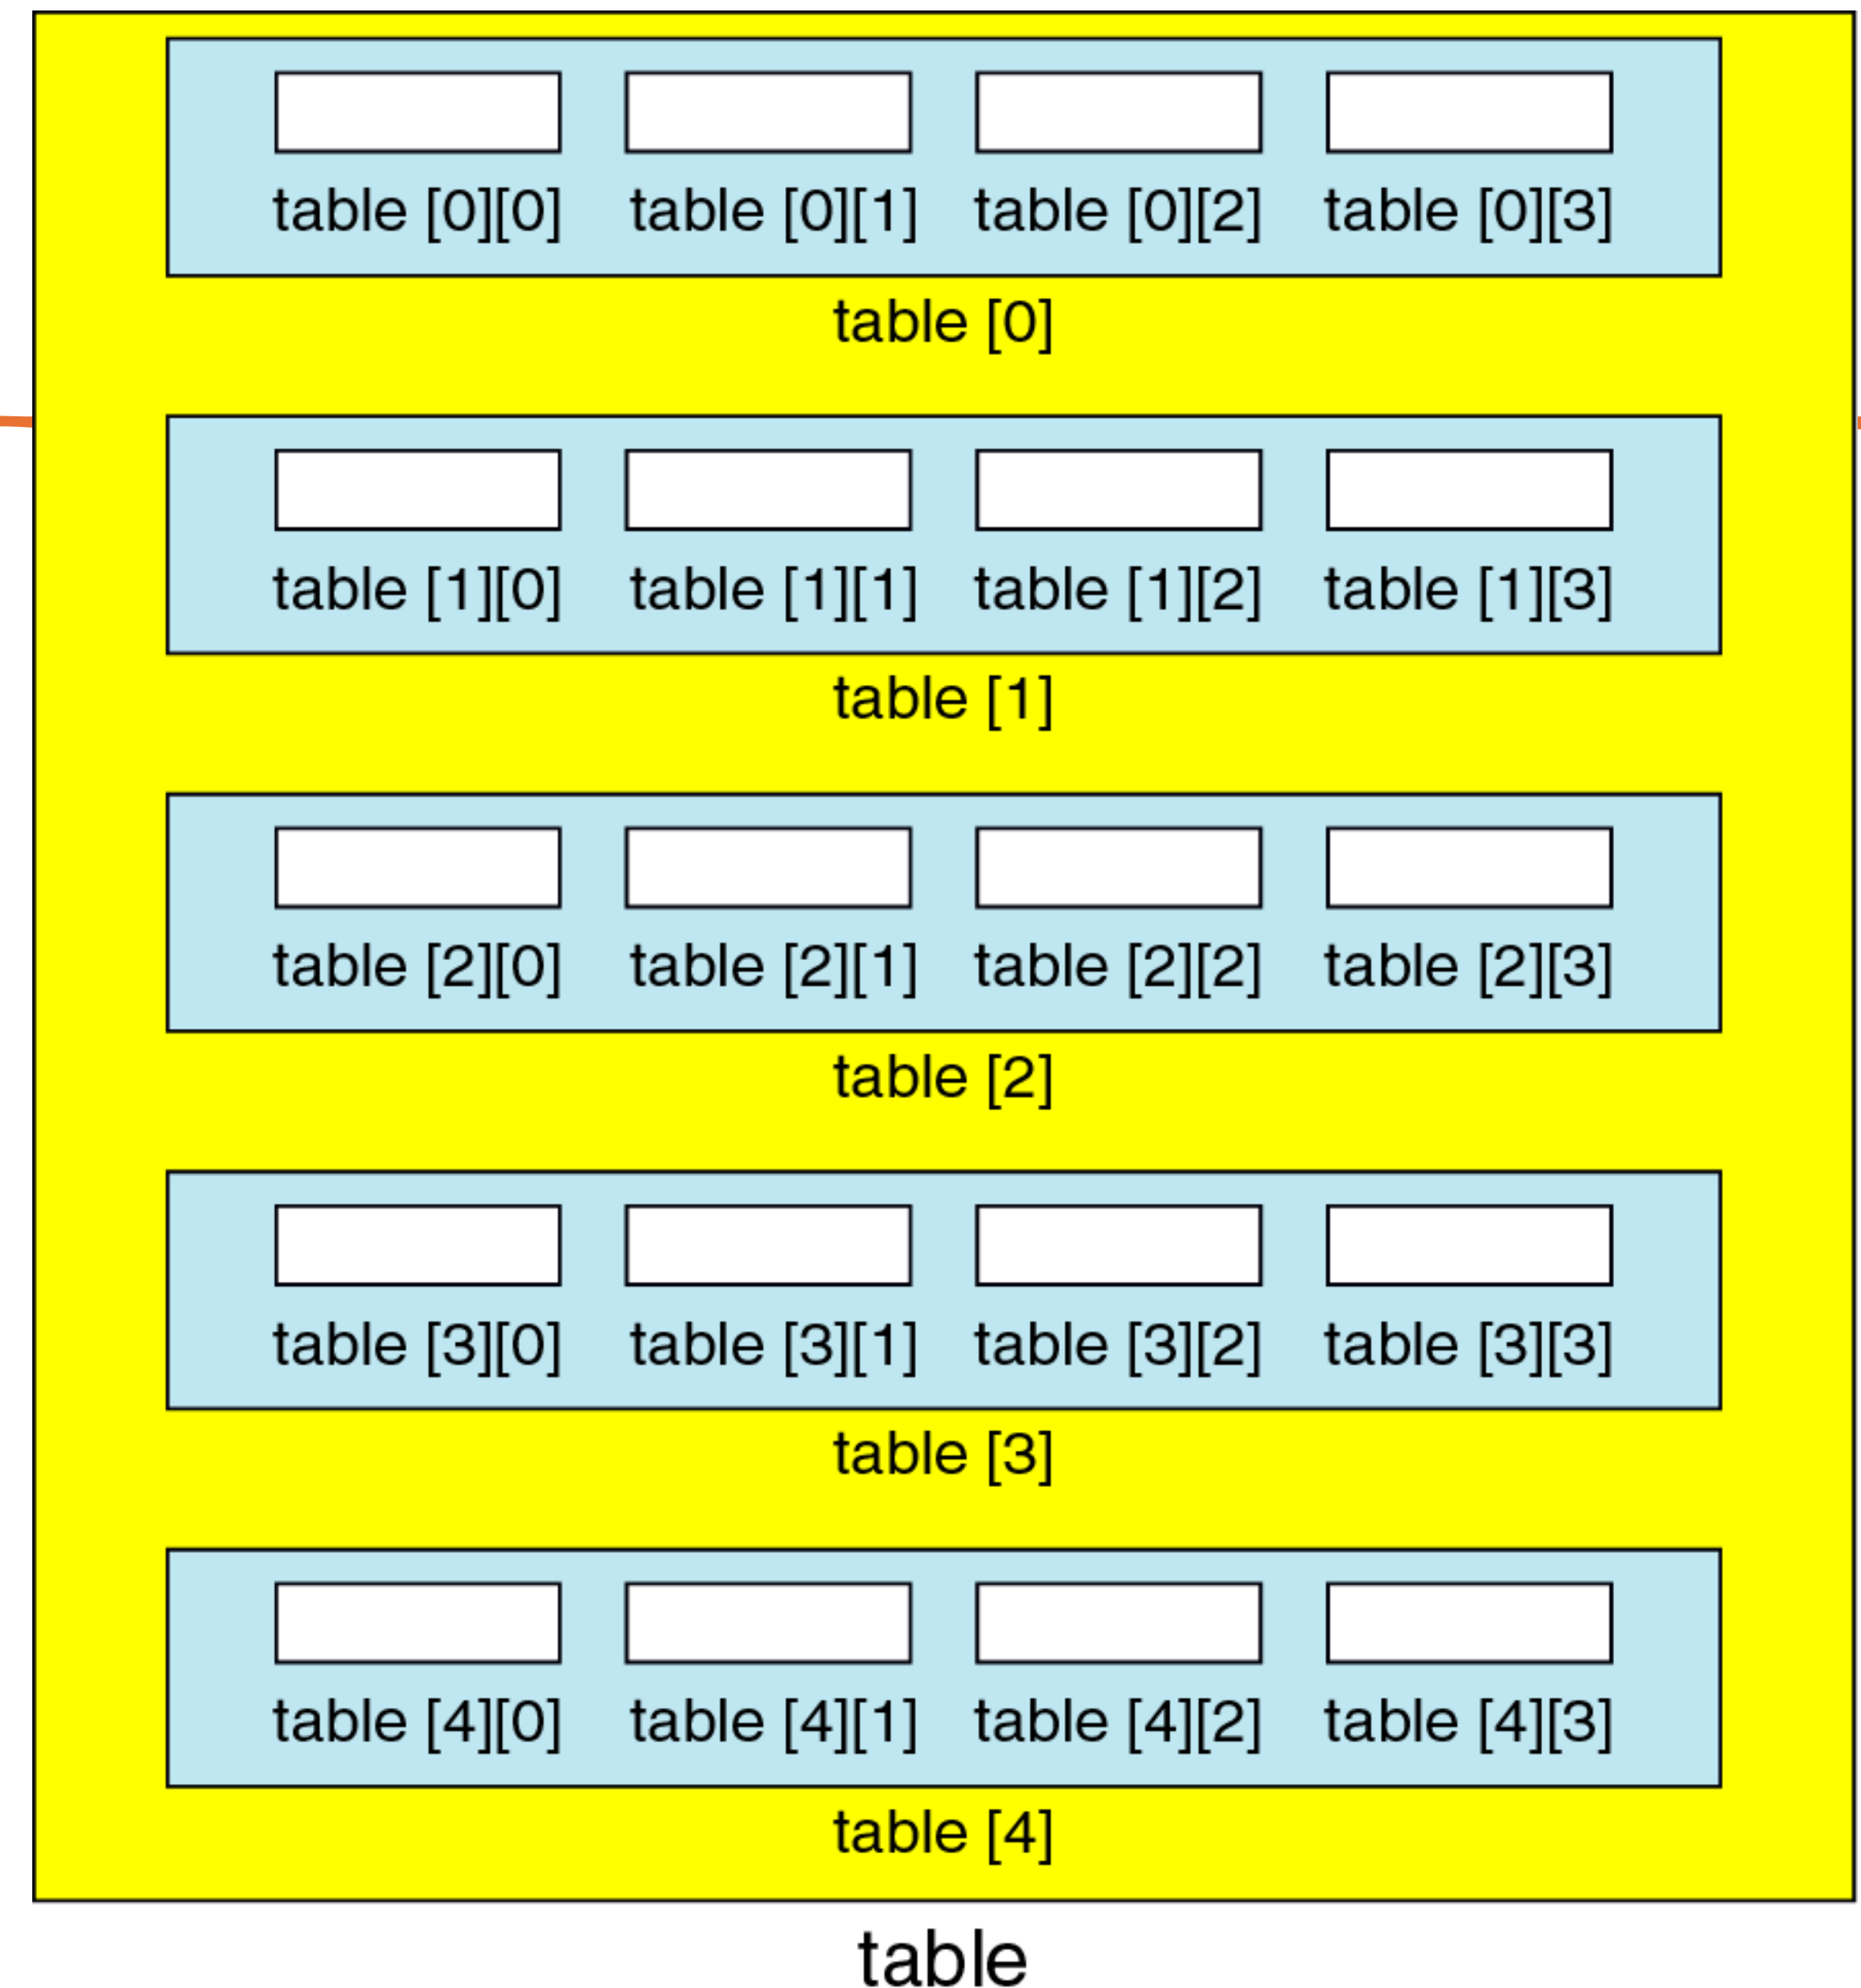 table [0][0] table [0][1] table [0][2] table [0][3]
table [0]
table [1][0] table [1][1] table [1][2] table [1][3]
table [1]
table [2][0] table [2][1] table [2][2] table [2][3]
table [2]
table [3][0] table [3][1] table [3][2] table [3][3]
table [3]
table [4][0] table [4][1] table [4][2] table [4][3]
table [4]
table